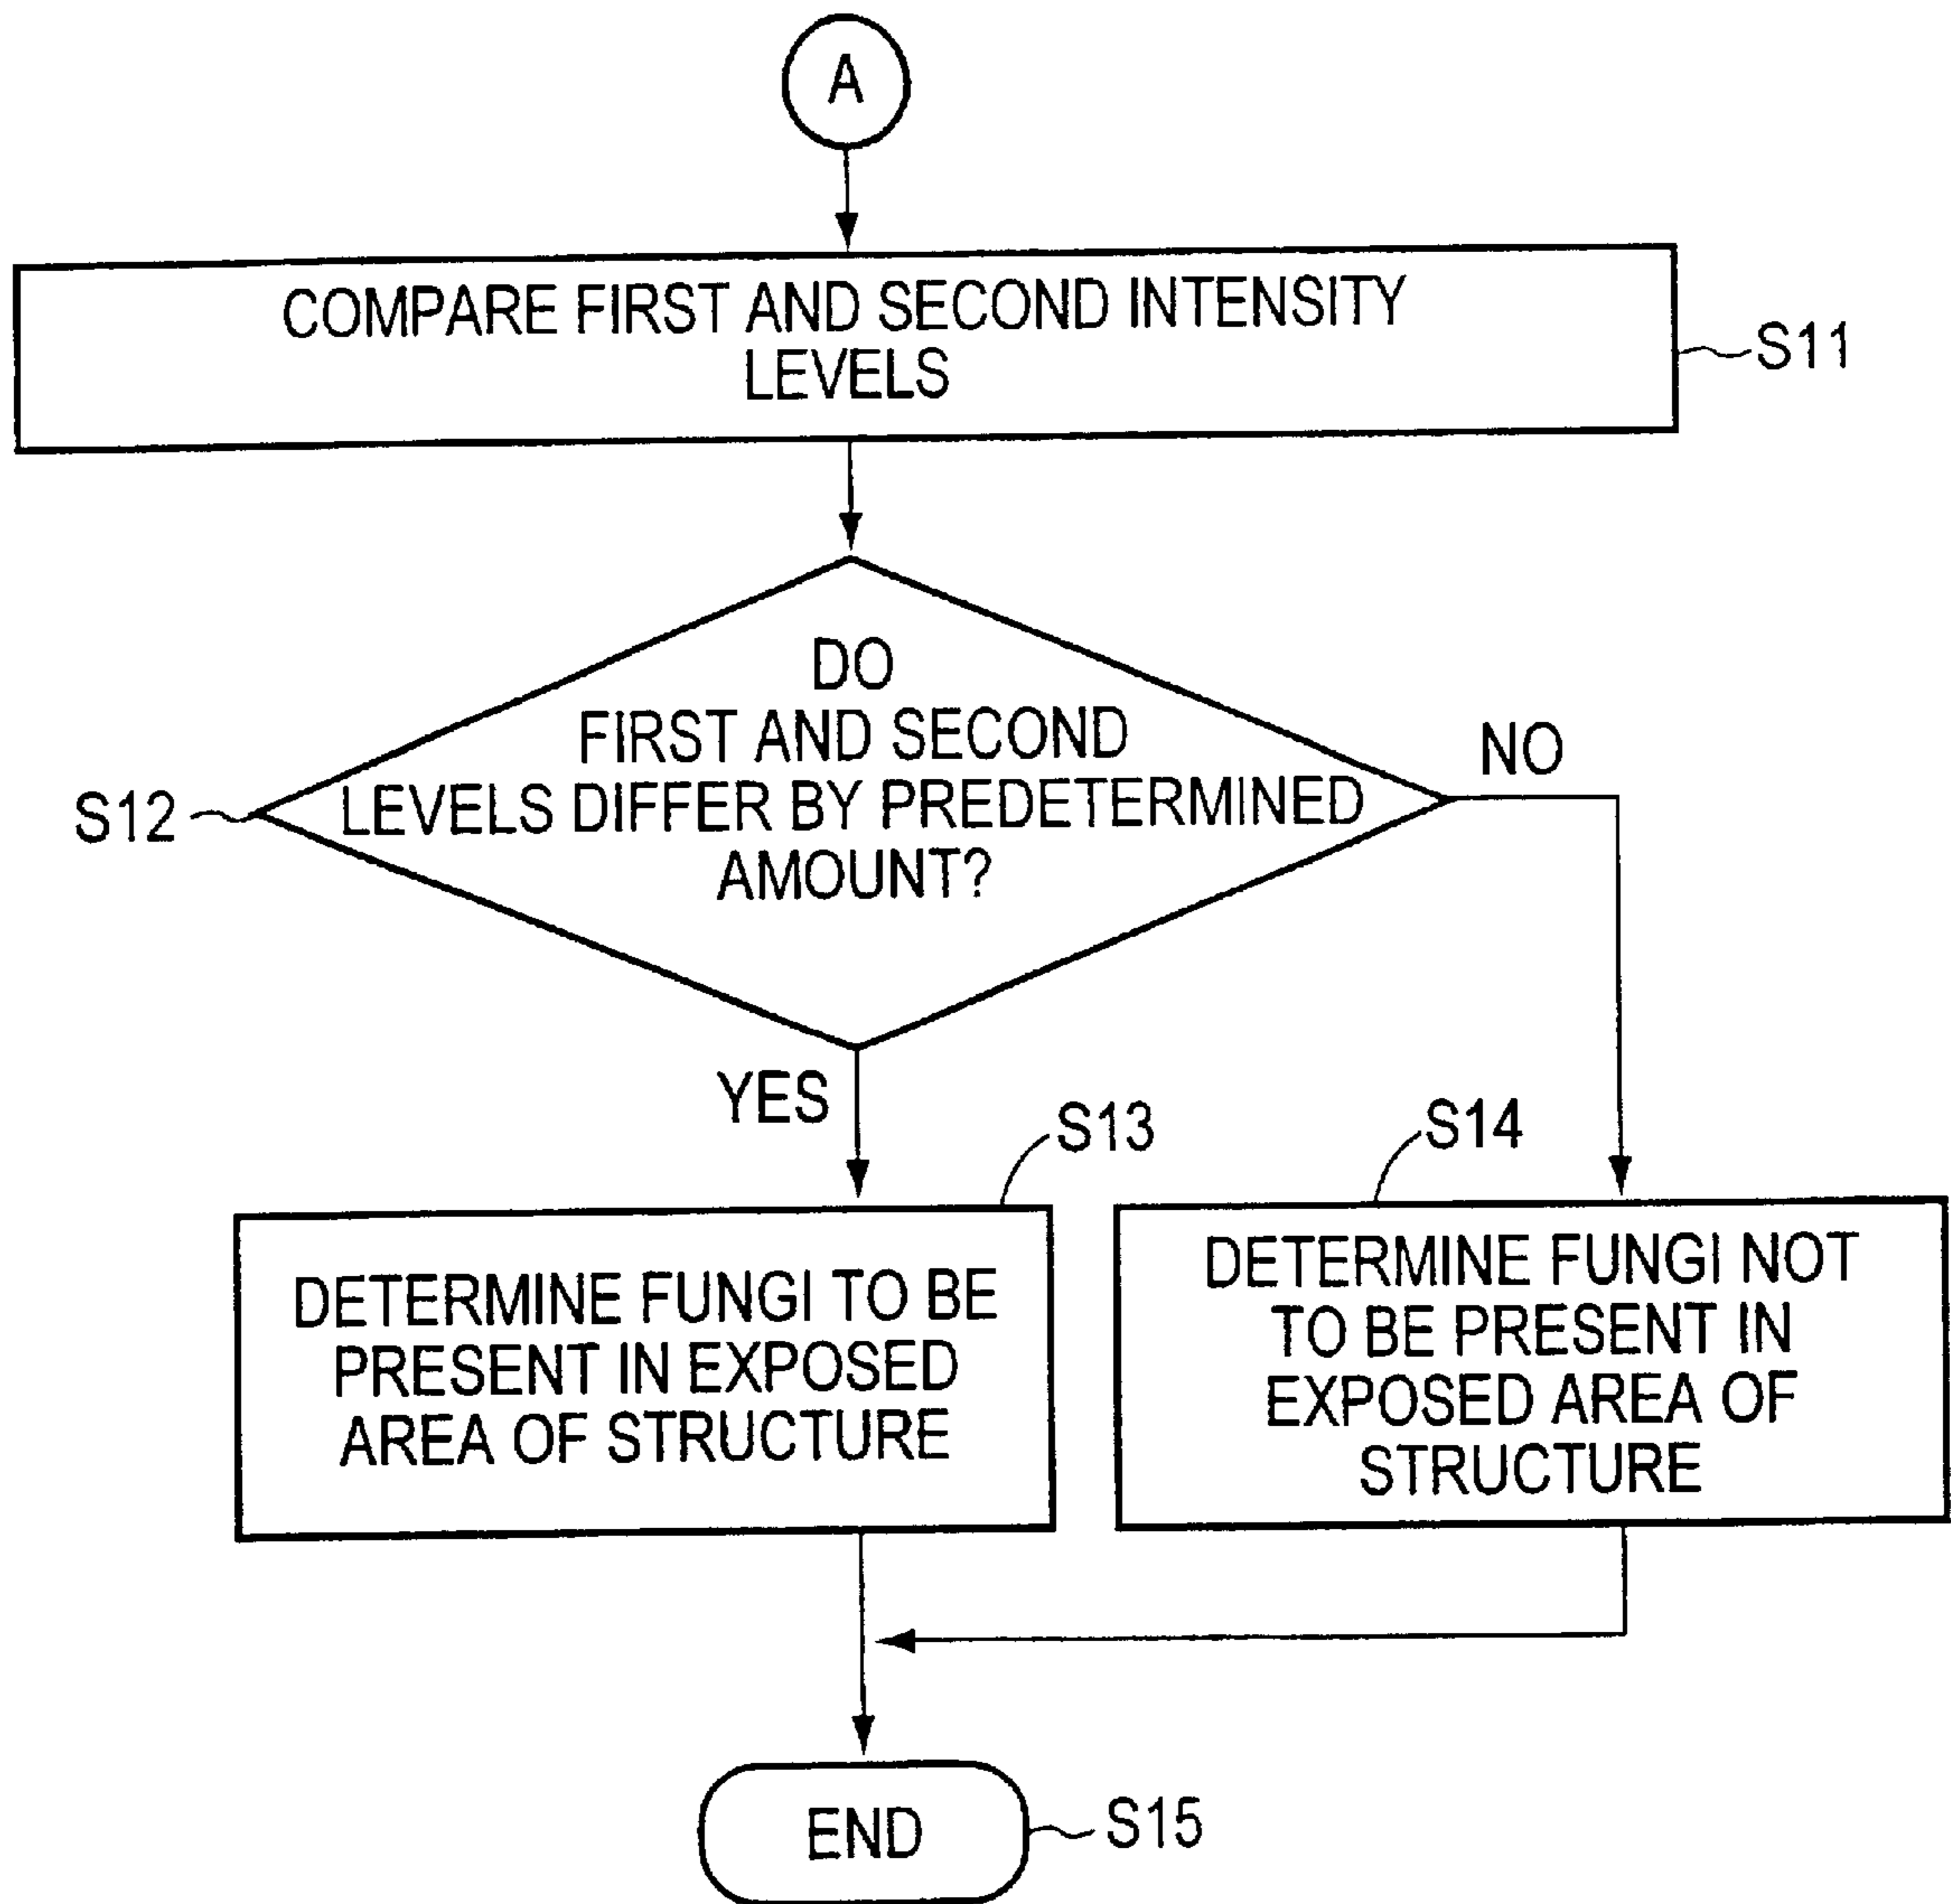 A
COMPARE FIRST AND SECOND INTENSITY
LEVELS
S11
DO
FIRST AND SECOND
LEVELS DIFFER BY PREDETERMINED
AMOUNT?
S12
NO
YES
S13
DETERMINE FUNGI TO BE
PRESENT IN EXPOSED
AREA OF STRUCTURE
S14
DETERMINE FUNGI NOT
TO BE PRESENT IN
EXPOSED AREA OF
STRUCTURE
END
S15